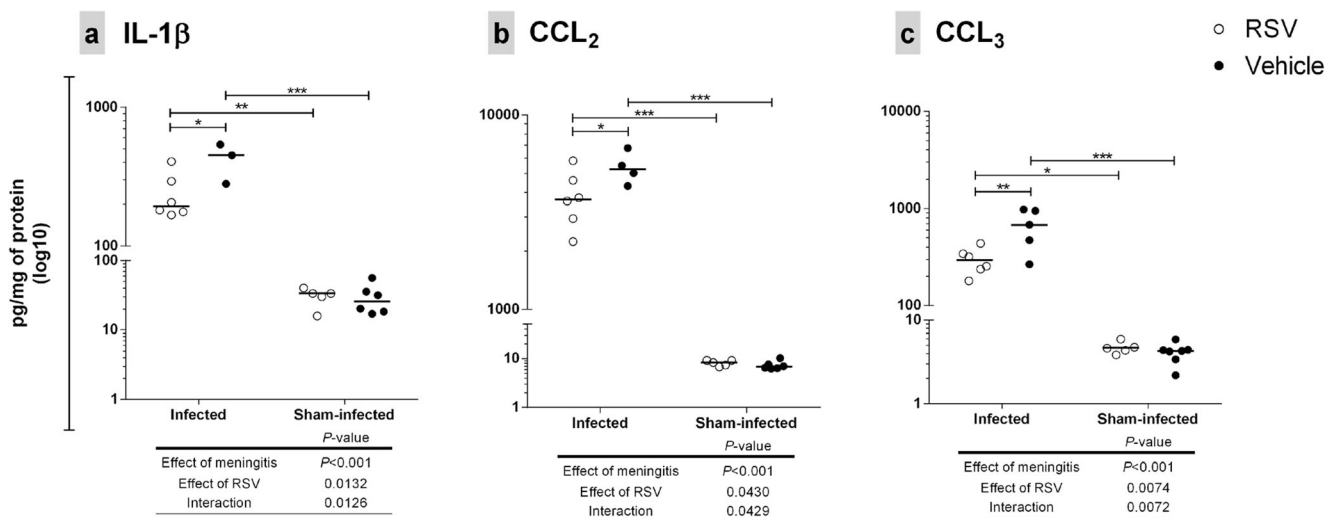 a IL-1β
b CCL2
c CCL3
RSV
Vehicle
pg/mg of protein
(log10)
1000
100
100
10
1
*
**
***
Infected
Sham-infected
P-value
Effect of meningitis P<0.001
Effect of RSV 0.0132
Interaction 0.0126
10000
1000
10
1
*
***
***
Infected
Sham-infected
P-value
Effect of meningitis P<0.001
Effect of RSV 0.0430
Interaction 0.0429
10000
1000
100
10
1
**
*
***
Infected
Sham-infected
P-value
Effect of meningitis P<0.001
Effect of RSV 0.0074
Interaction 0.0072